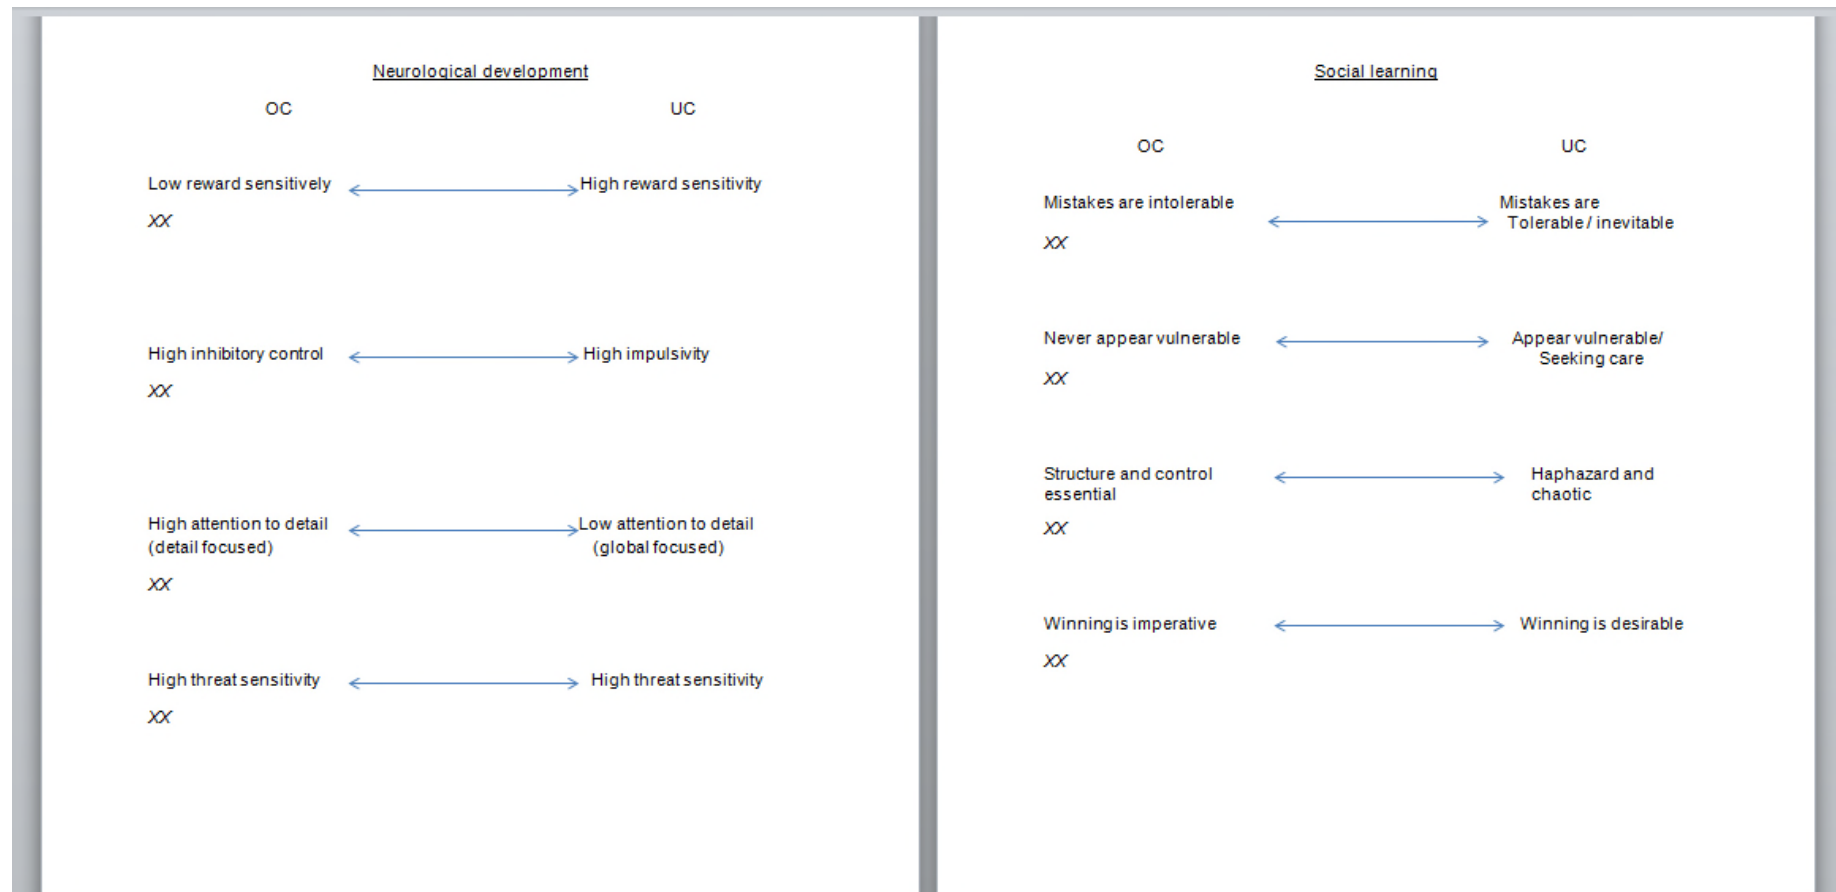 Neurological development
OC UC
Low reward sensitively High reward sensitivity
XX
High inhibitory control High impulsivity
XX
High attention to detail Low attention to detail
(detail focused) (global focused)
XX
High threat sensitivity High threat sensitivity
XX
Social learning
OC UC
Mistakes are intolerable Mistakes are
Tolerable / inevitable
XX
Never appear vulnerable Appear vulnerable/
Seeking care
XX
Structure and control Haphazard and
essential chaotic
XX
Winning is imperative Winning is desirable
XX